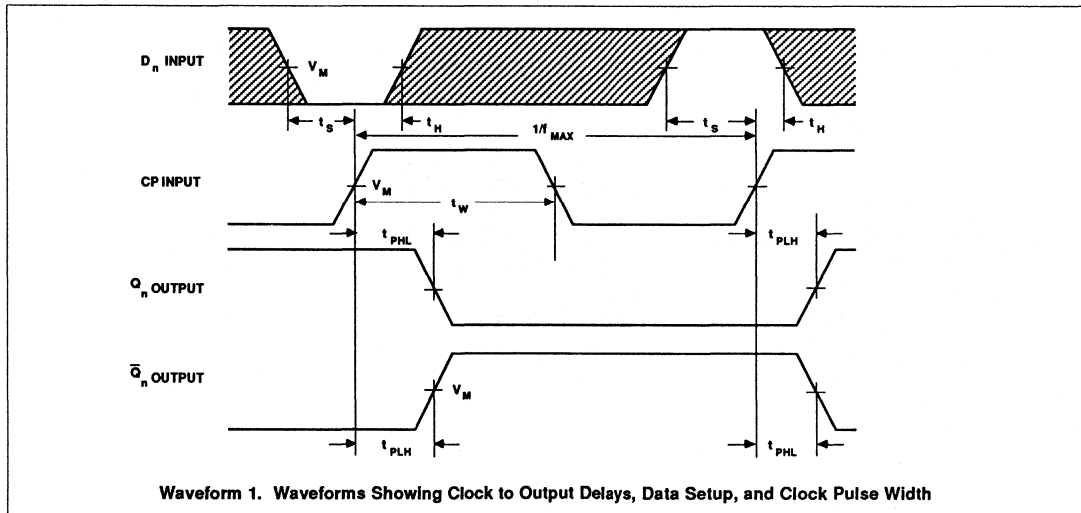 Dn INPUT
VM
tS
tH
1/fMAX
tS
tH
CP INPUT
VM
tW
tPHL
tPLH
Qn OUTPUT
Q̅n OUTPUT
VM
tPLH
tPHL
Waveform 1. Waveforms Showing Clock to Output Delays, Data Setup, and Clock Pulse Width